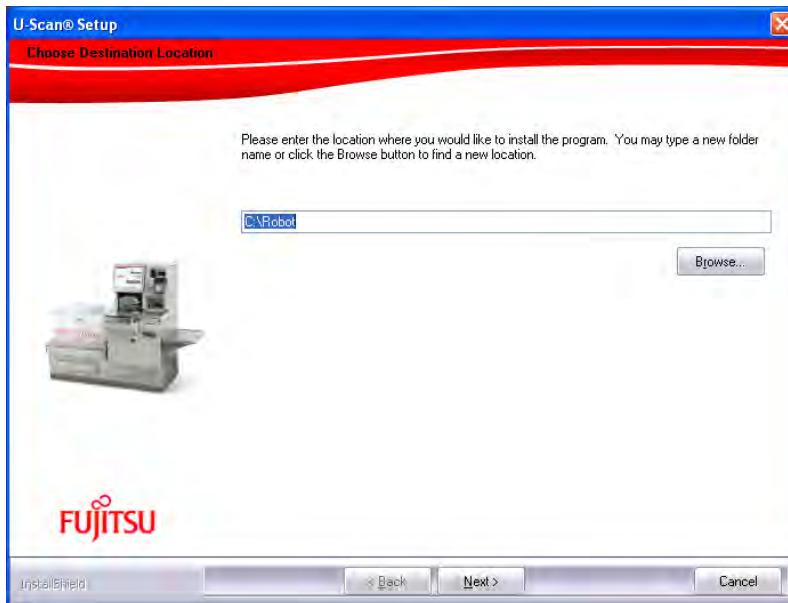 U-Scan® Setup
Choose Destination Location
Please enter the location where you would like to install the program. You may type a new folder
name or click the Browse button to find a new location.
C:\Robot
Browse...
FUJITSU
InstallShield
< Back
Next >
Cancel